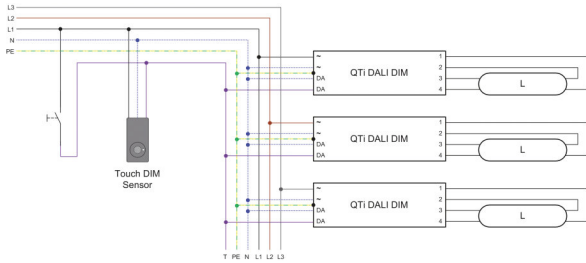 L3
L2
L1
N
PE
~
~
DA
DA
QTi DALI DIM
1
2
3
4
L
Touch DIM
Sensor
~
~
DA
DA
QTi DALI DIM
1
2
3
4
L
~
~
DA
DA
QTi DALI DIM
1
2
3
4
L
T PE N L1 L2 L3